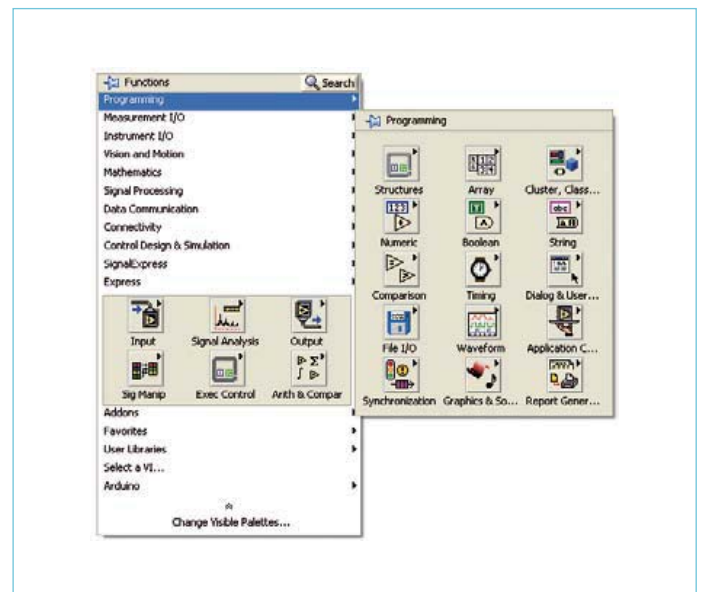 Functions Search
Programming
Measurement I/O
Instrument I/O
Vision and Motion
Mathematics
Signal Processing
Data Communication
Connectivity
Control Design & Simulation
SignalExpress
Express
Input Signal Analysis Output
Sig Manip Exec Control Arith & Compar
Addons
Favorites
User Libraries
Select a VI...
Arduino
Change Visible Palettes...
Programming
Structures Array Cluster, Class...
Numeric Boolean String
Comparison Timing Dialog & User...
File I/O Waveform Application C...
Synchronization Graphics & So... Report Gener...